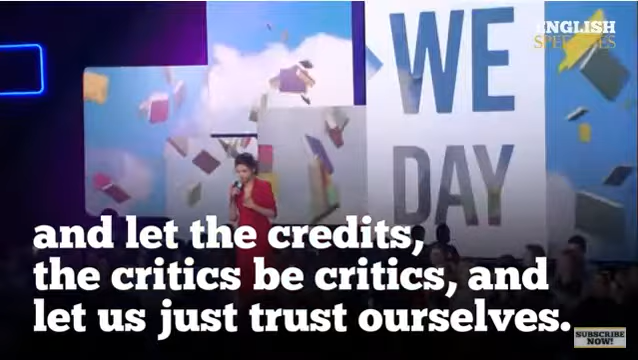 ENGLISH
SPEECHES
WE
DAY
and let the credits,
the critics be critics, and
let us just trust ourselves.
SUBSCRIBE
NOW!